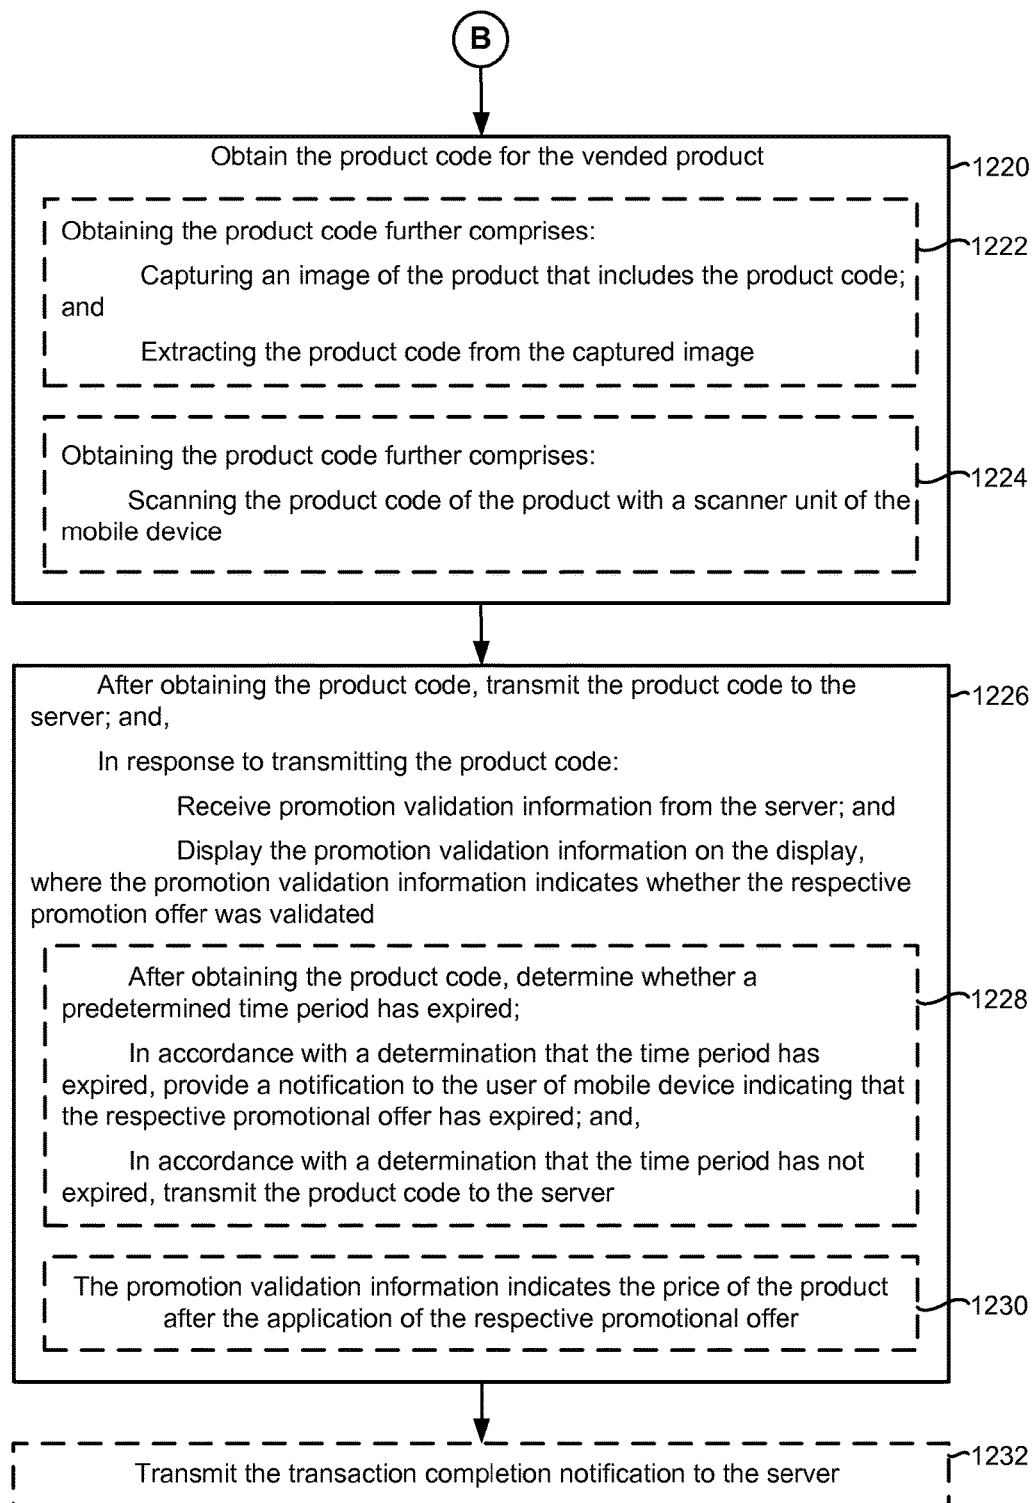 B
Obtain the product code for the vended product
1220
Obtaining the product code further comprises:
1222
Capturing an image of the product that includes the product code;
and
Extracting the product code from the captured image
Obtaining the product code further comprises:
1224
Scanning the product code of the product with a scanner unit of the
mobile device
After obtaining the product code, transmit the product code to the
1226
server; and,
In response to transmitting the product code:
Receive promotion validation information from the server; and
Display the promotion validation information on the display,
where the promotion validation information indicates whether the respective
promotion offer was validated
After obtaining the product code, determine whether a
1228
predetermined time period has expired;
In accordance with a determination that the time period has
expired, provide a notification to the user of mobile device indicating that
the respective promotional offer has expired; and,
In accordance with a determination that the time period has not
expired, transmit the product code to the server
The promotion validation information indicates the price of the product
1230
after the application of the respective promotional offer
1232
Transmit the transaction completion notification to the server